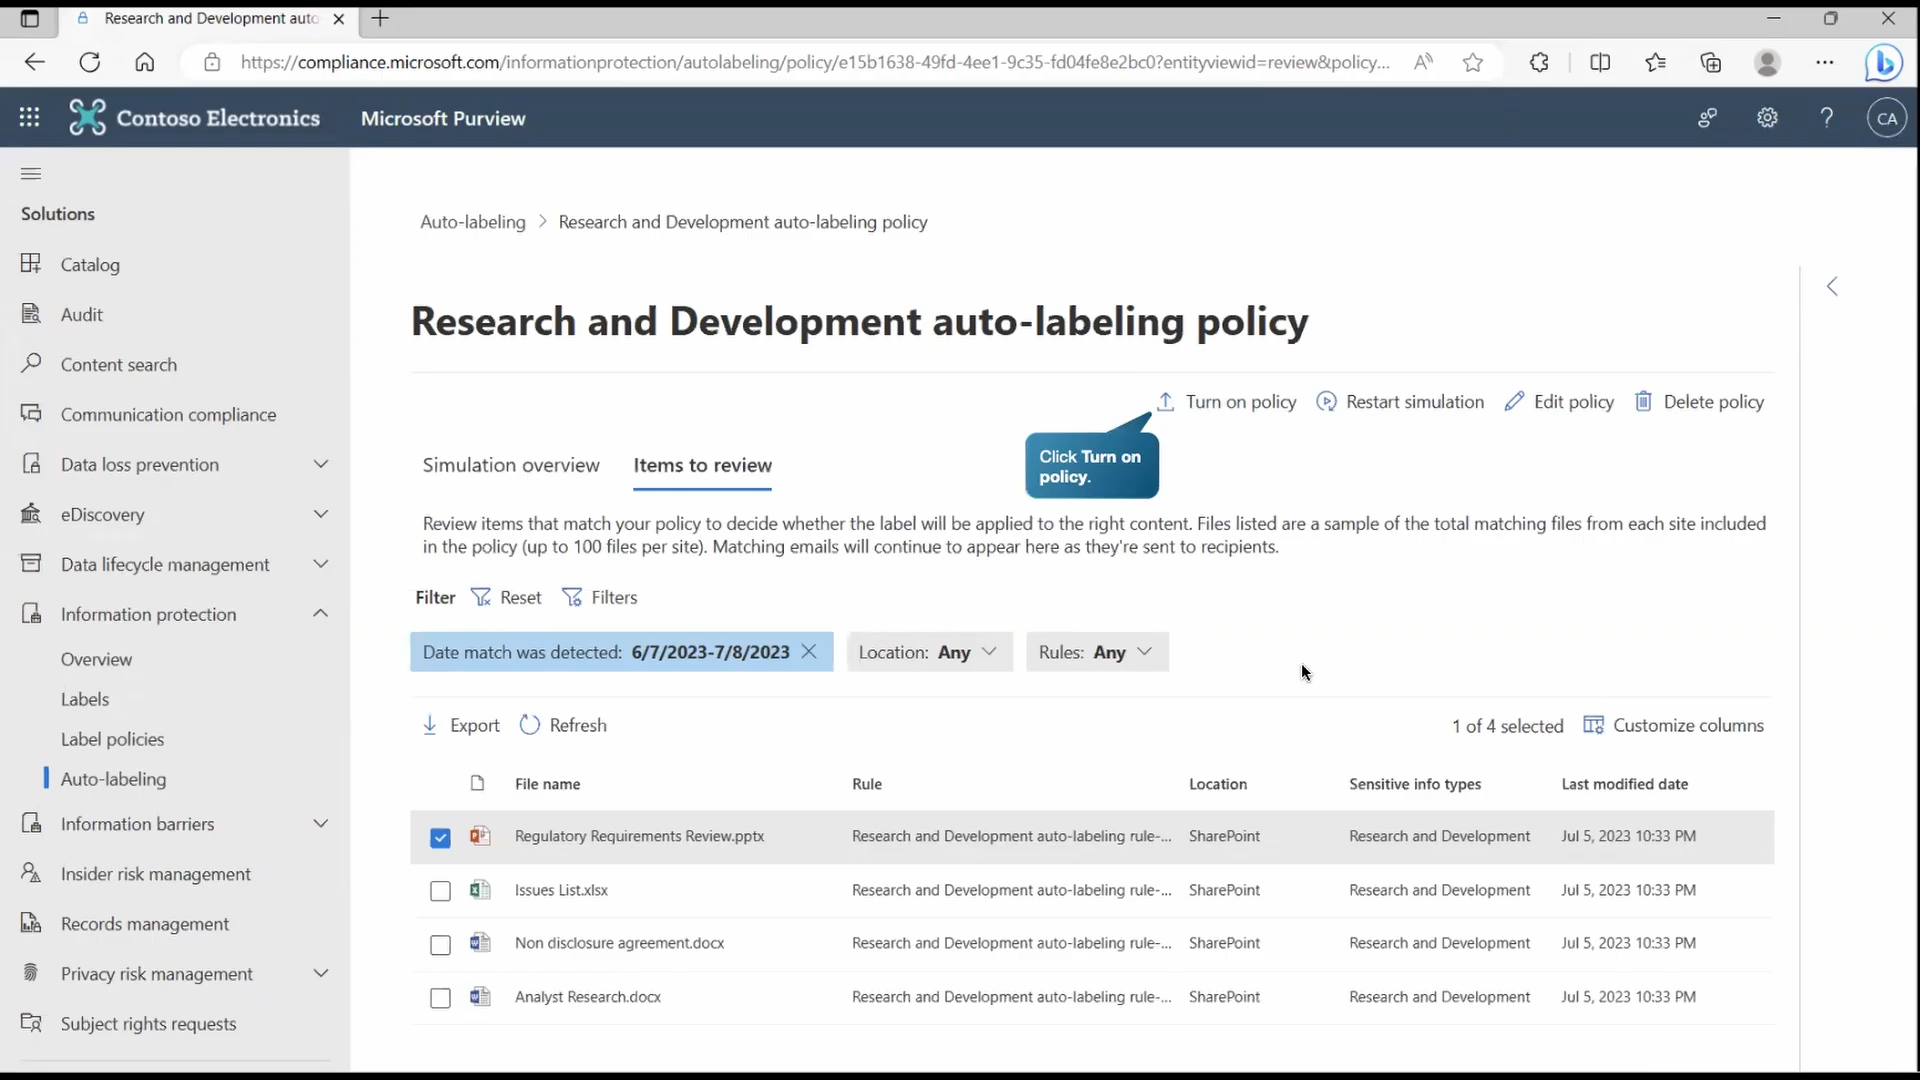 Research and Development auto
https://compliance.microsoft.com/informationprotection/autolabeling/policy/e15b1638-49fd-4ee1-9c35-fd04fe8e2bc0?entityviewid=review&policy...
Contoso Electronics
Microsoft Purview
?
CA
Solutions
Catalog
Audit
Content search
Communication compliance
Data loss prevention
eDiscovery
Data lifecycle management
Information protection
Overview
Labels
Label policies
Auto-labeling
Information barriers
Insider risk management
Records management
Privacy risk management
Subject rights requests
Auto-labeling > Research and Development auto-labeling policy
Research and Development auto-labeling policy
Turn on policy Restart simulation Edit policy Delete policy
Click Turn on
policy.
Simulation overview Items to review
Review items that match your policy to decide whether the label will be applied to the right content. Files listed are a sample of the total matching files from each site included
in the policy (up to 100 files per site). Matching emails will continue to appear here as they're sent to recipients.
Filter Reset Filters
Date match was detected: 6/7/2023-7/8/2023 Location: Any Rules: Any
Export Refresh 1 of 4 selected Customize columns
File name Rule Location Sensitive info types Last modified date
Regulatory Requirements Review.pptx Research and Development auto-labeling rule-... SharePoint Research and Development Jul 5, 2023 10:33 PM
Issues List.xlsx Research and Development auto-labeling rule-... SharePoint Research and Development Jul 5, 2023 10:33 PM
Non disclosure agreement.docx Research and Development auto-labeling rule-... SharePoint Research and Development Jul 5, 2023 10:33 PM
Analyst Research.docx Research and Development auto-labeling rule-... SharePoint Research and Development Jul 5, 2023 10:33 PM